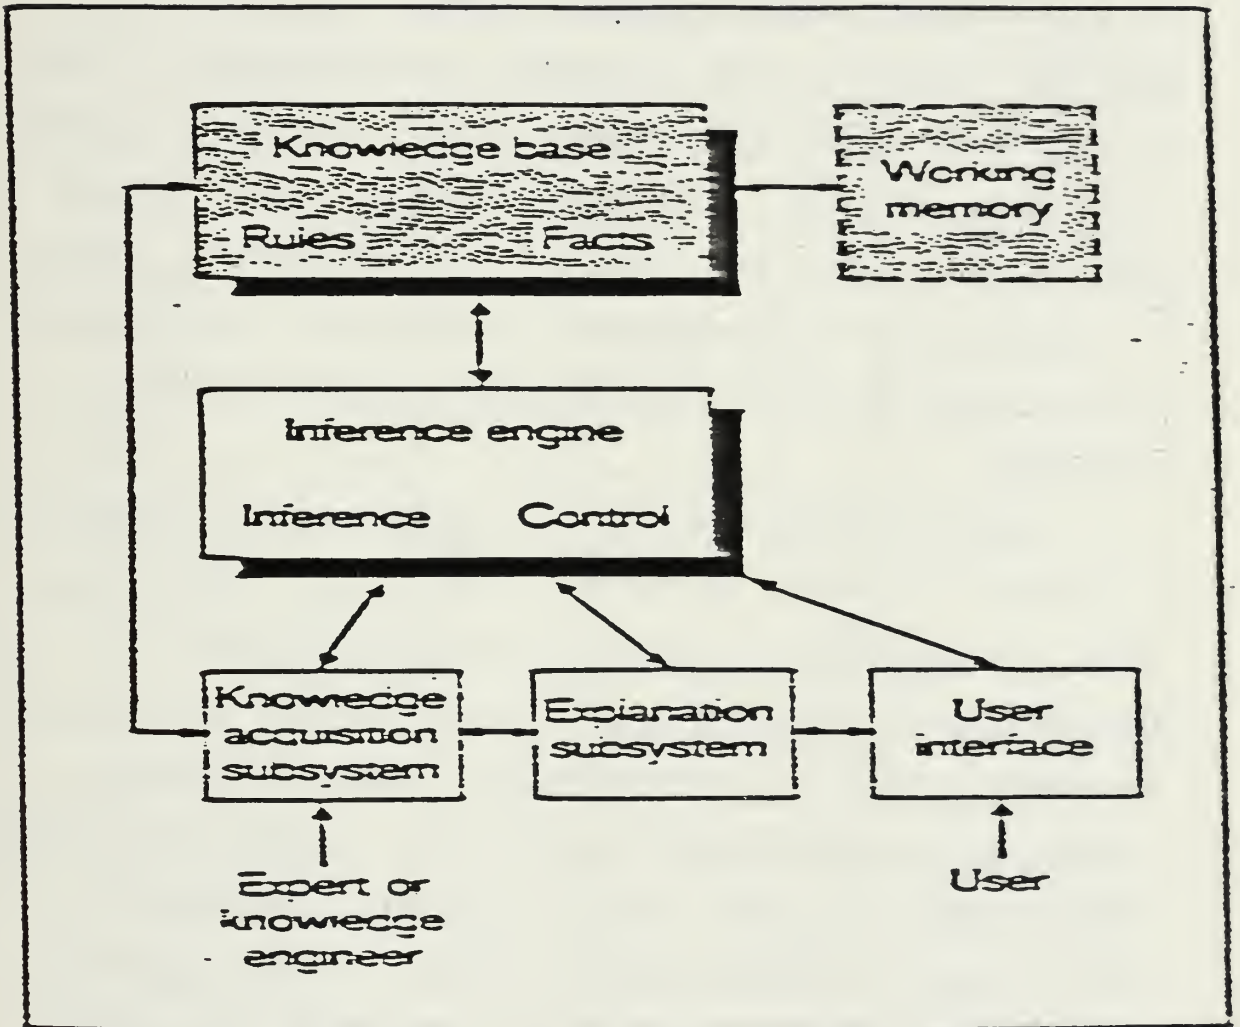 Knowledge base
Rules Facts
Working
memory
Inference engine
Inference Control
Knowledge
acquisition
subsystem
Explanation
subsystem
User
interface
Expert or
knowledge
engineer
User